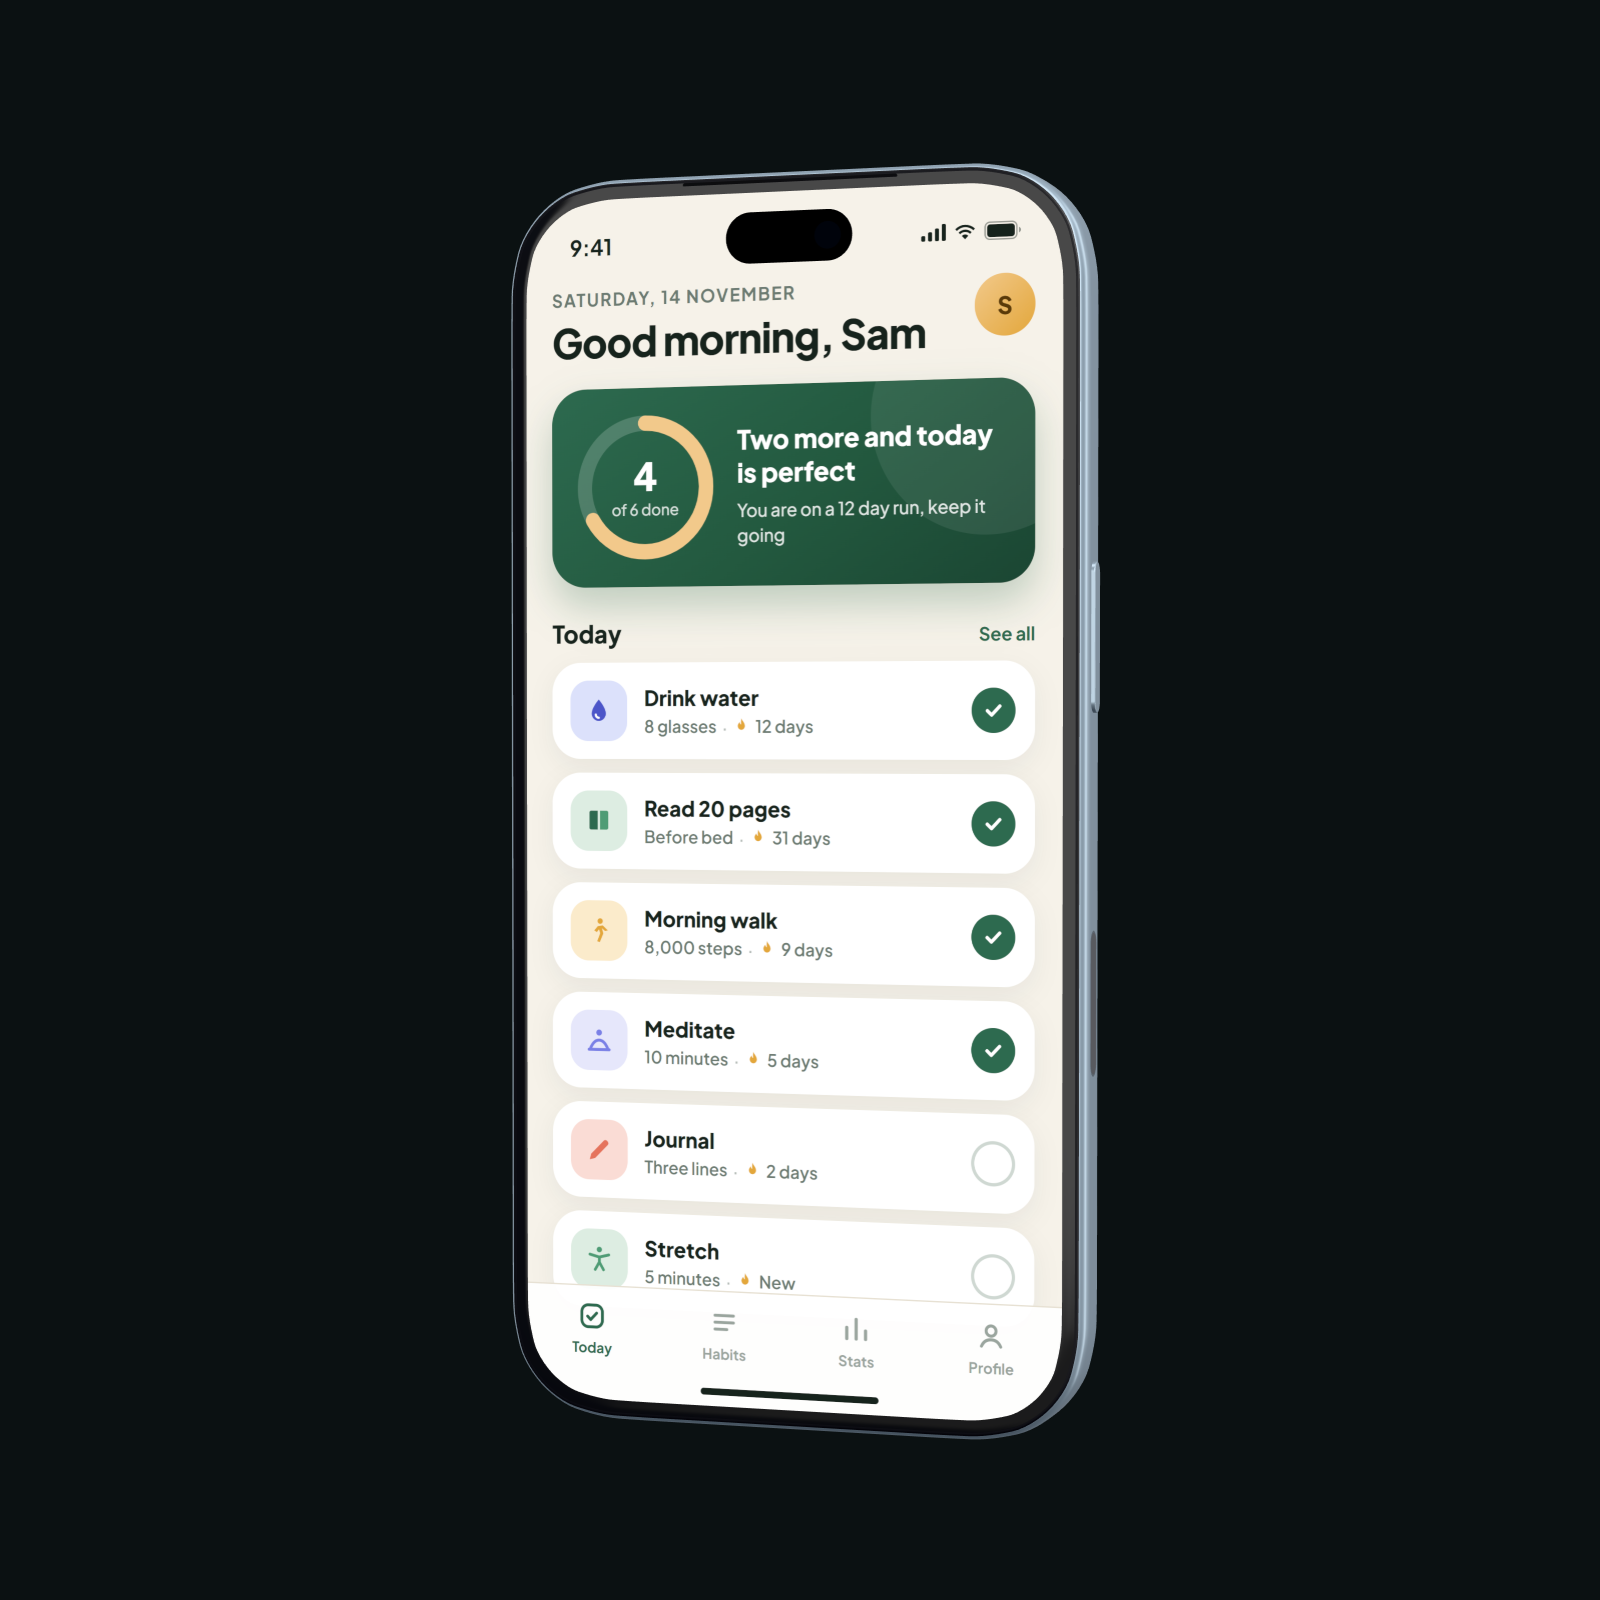 9:41
SATURDAY, 14 NOVEMBER
Good morning, Sam
S
4
of 6 done
Two more and today
is perfect
You are on a 12 day run, keep it
going
Today
See all
Drink water
8 glasses · 12 days
Read 20 pages
Before bed · 31 days
Morning walk
8,000 steps · 9 days
Meditate
10 minutes · 5 days
Journal
Three lines · 2 days
Stretch
5 minutes · New
Today
Habits
Stats
Profile